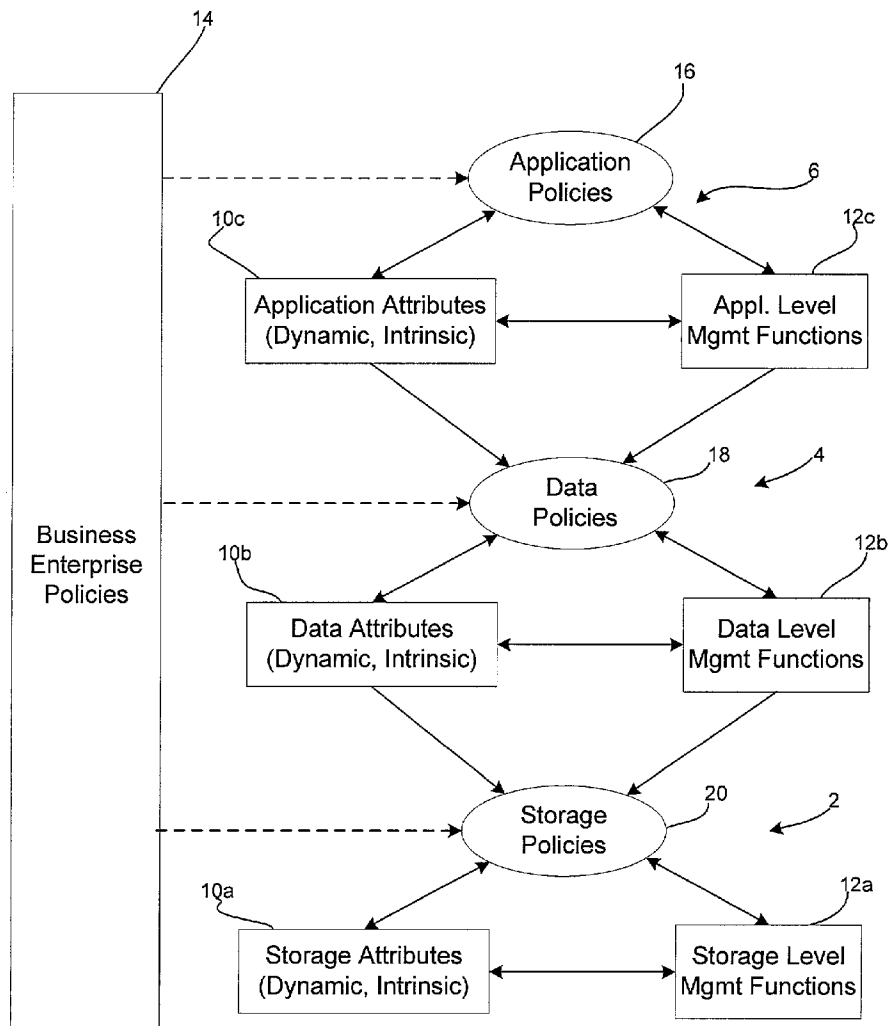 14
16
Application
Policies
6
10c
12c
Application Attributes
(Dynamic, Intrinsic)
Appl. Level
Mgmt Functions
18
4
Data
Policies
Business
Enterprise
Policies
10b
12b
Data Attributes
(Dynamic, Intrinsic)
Data Level
Mgmt Functions
20
2
Storage
Policies
10a
12a
Storage Attributes
(Dynamic, Intrinsic)
Storage Level
Mgmt Functions